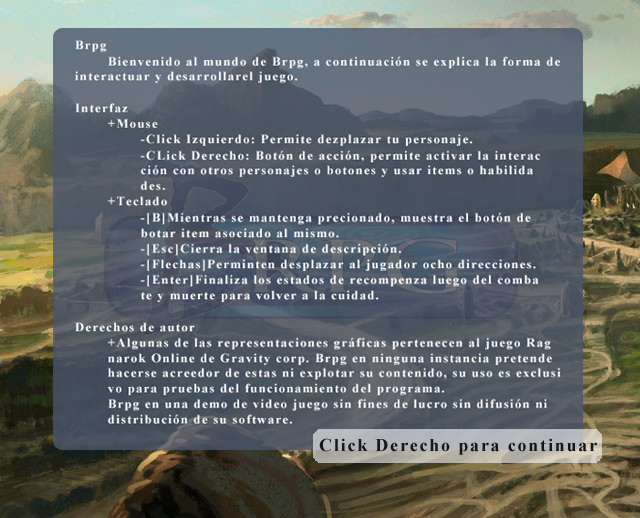 Brpg
Bienvenido al mundo de Brpg, a continuación se explica la forma de
interactuar y desarrollarel juego.
Interfaz
+Mouse
-Click Izquierdo: Permite dezplazar tu personaje.
-CLick Derecho: Botón de acción, permite activar la interac
ción con otros personajes o botones y usar items o habilida
des.
+Teclado
-[B]Mientras se mantenga precionado, muestra el botón de
botar item asociado al mismo.
-[Esc]Cierra la ventana de descripción.
-[Flechas]Perminten desplazar al jugador ocho direcciones.
-[Enter]Finaliza los estados de recompenza luego del comba
te y muerte para volver a la cuidad.
Derechos de autor
+Algunas de las representaciones gráficas pertenecen al juego Rag
narok Online de Gravity corp. Brpg en ninguna instancia pretende
hacerse acreedor de estas ni explotar su contenido, su uso es exclusi
vo para pruebas del funcionamiento del programa.
Brpg en una demo de video juego sin fines de lucro sin difusión ni
distribución de su software.
Click Derecho para continuar